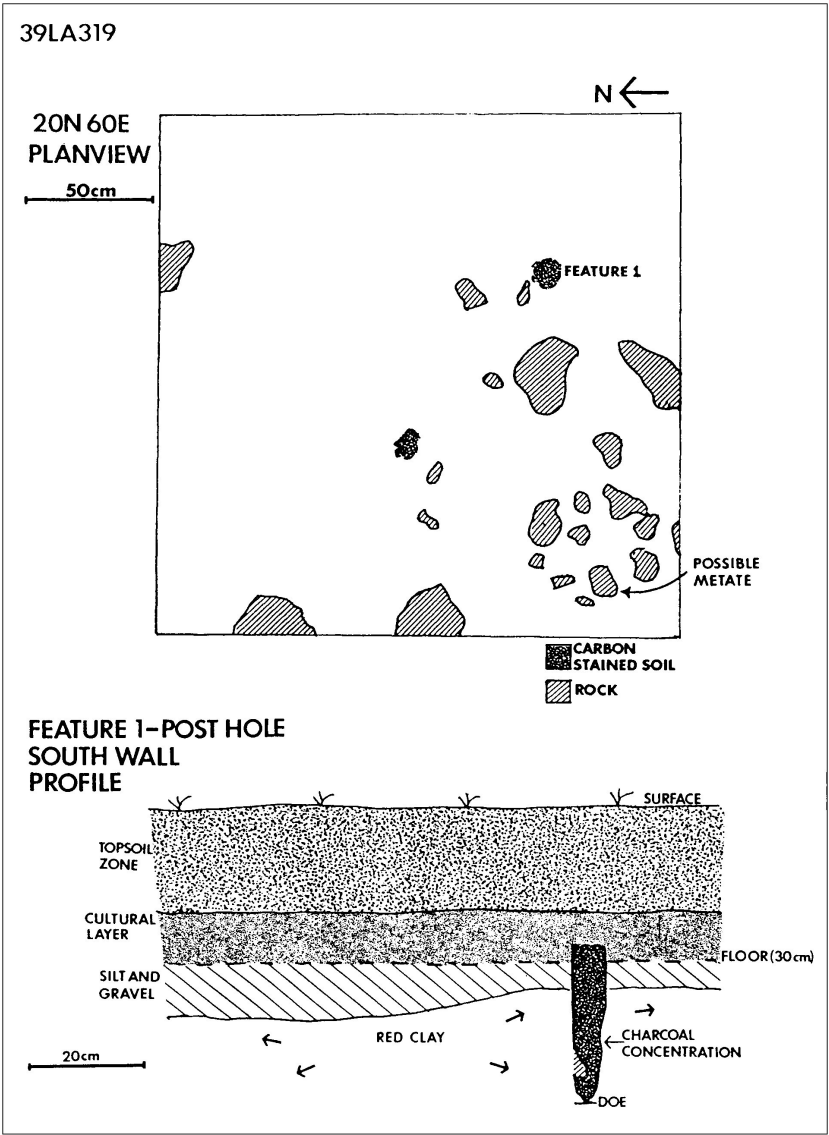 39LA319
N
20N 60E
PLANVIEW
50cm
FEATURE 1
POSSIBLE
METATE
CARBON
STAINED SOIL
ROCK
FEATURE 1-POST HOLE
SOUTH WALL
PROFILE
SURFACE
TOPSOIL
ZONE
CULTURAL
LAYER
FLOOR (30cm)
SILT AND
GRAVEL
RED CLAY
CHARCOAL
CONCENTRATION
20cm
DOE